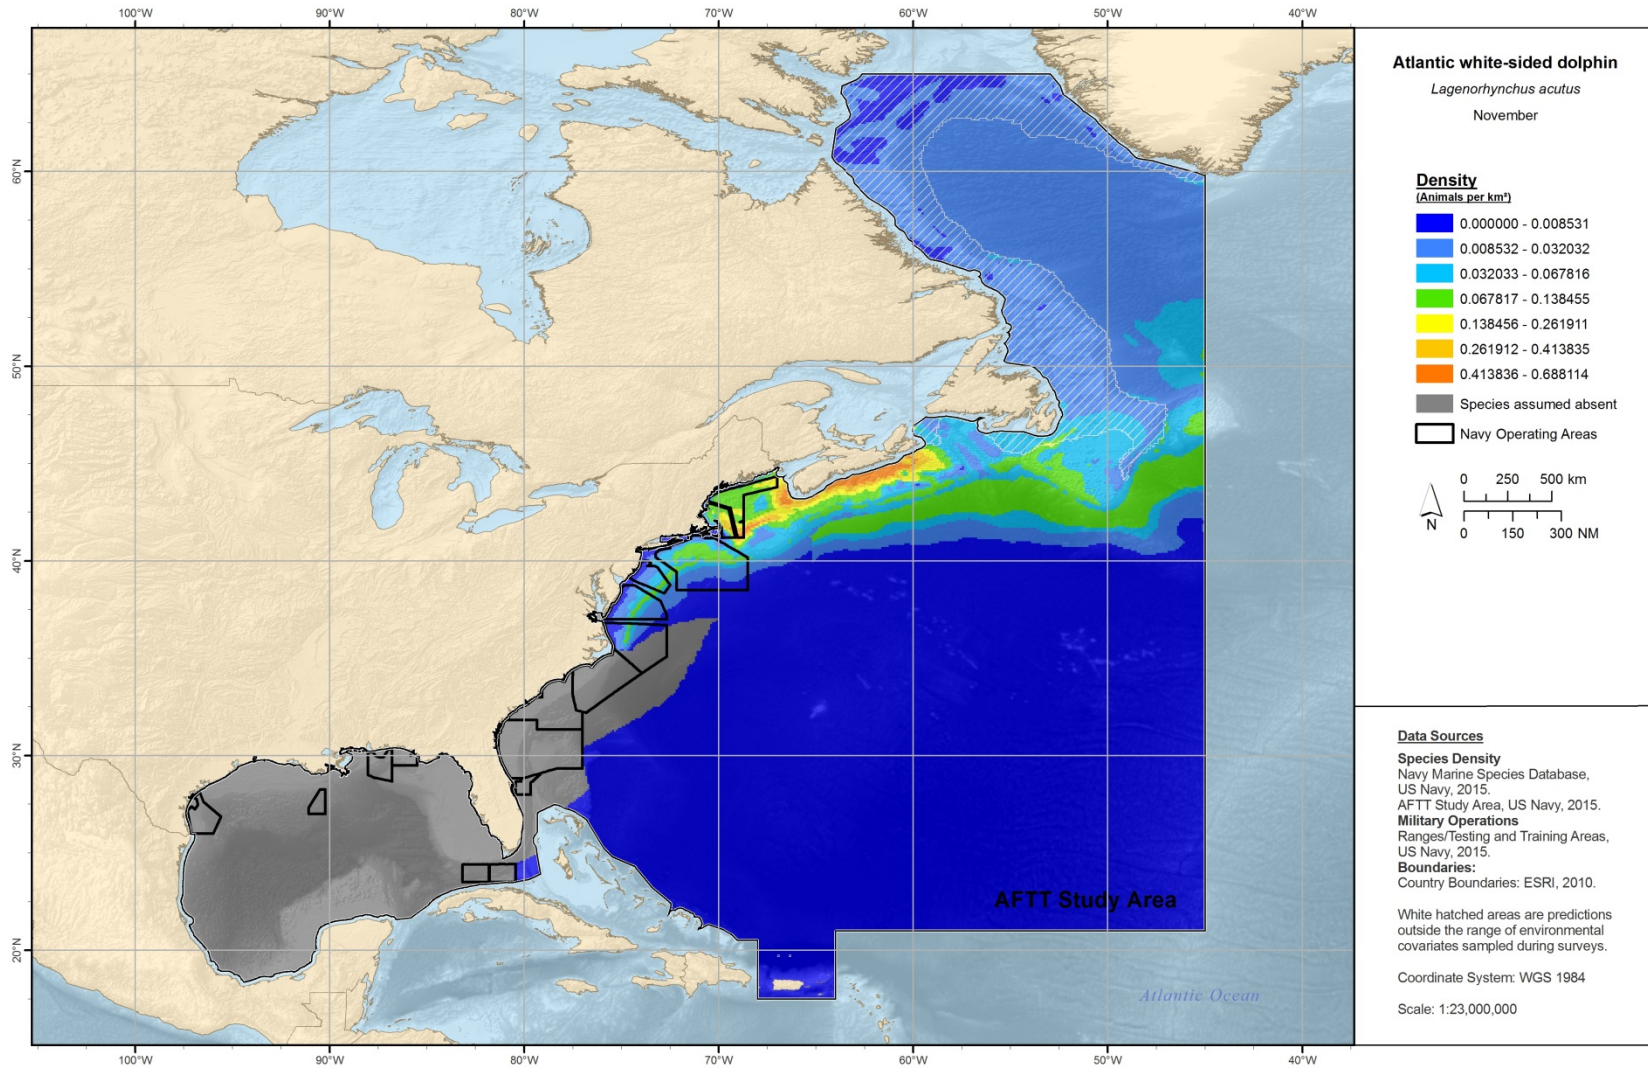 100°W 90°W 80°W 70°W 60°W 50°W 40°W
60°N
50°N
40°N
30°N
20°N
AFTT Study Area
Atlantic Ocean
100°W 90°W 80°W 70°W 60°W 50°W 40°W
Atlantic white-sided dolphin
Lagenorhynchus acutus
November
Density
(Animals per km²)
0.000000 - 0.008531
0.008532 - 0.032032
0.032033 - 0.067816
0.067817 - 0.138455
0.138456 - 0.261911
0.261912 - 0.413835
0.413836 - 0.688114
Species assumed absent
Navy Operating Areas
N
0 250 500 km
0 150 300 NM
Data Sources
Species Density
Navy Marine Species Database,
US Navy, 2015.
AFTT Study Area, US Navy, 2015.
Military Operations
Ranges/Testing and Training Areas,
US Navy, 2015.
Boundaries:
Country Boundaries: ESRI, 2010.
White hatched areas are predictions
outside the range of environmental
covariates sampled during surveys.
Coordinate System: WGS 1984
Scale: 1:23,000,000